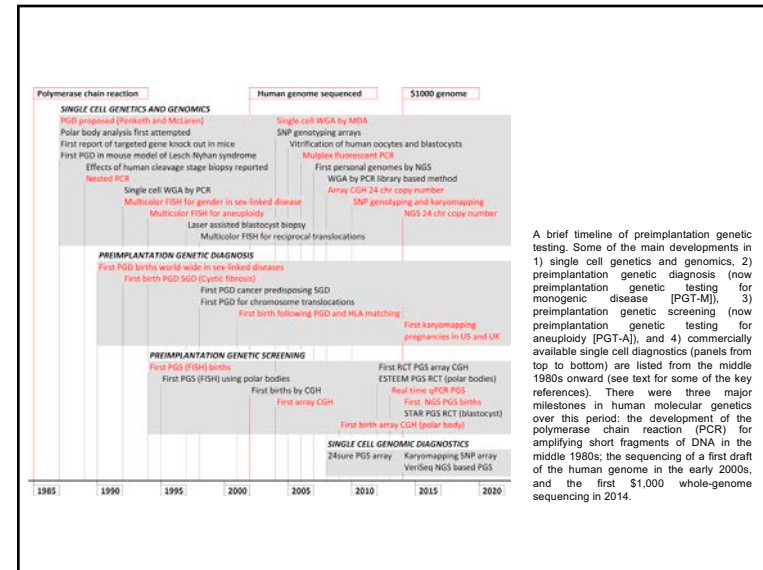 Polymerase chain reaction
Human genome sequenced
$1000 genome
SINGLE CELL GENETICS AND GENOMICS
PGD proposed (Penketh and McLaren)
Single cell WGA by MDA
Polar body analysis first attempted
SNP genotyping arrays
First report of targeted gene knock out in mice
Vitrification of human oocytes and blastocysts
First PGD in mouse model of Lesch-Nyhan syndrome
Mulplex fluorescent PCR
Effects of human cleavage stage biopsy reported
First personal genomes by NGS
Nested PCR
WGA by PCR library based method
Single cell WGA by PCR
Array CGH 24 chr copy number
Multicolor FISH for gender in sex-linked disease
SNP genotyping and karyomapping
Multicolor FISH for aneuploidy
NGS 24 chr copy number
Laser assisted blastocyst biopsy
Multicolor FISH for reciprocal translocations
PREIMPLANTATION GENETIC DIAGNOSIS
First PGD births world-wide in sex-linked diseases
First birth PGD SGD (Cystic fibrosis)
First PGD cancer predisposing SGD
First PGD for chromosome translocations
First birth following PGD and HLA matching
First karyomapping
pregnancies in US and UK
PREIMPLANTATION GENETIC SCREENING
First PGS (FISH) births
First RCT PGS array CGH
First PGS (FISH) using polar bodies
ESTEEM PGS RCT (polar bodies)
First births by CGH
Real time qPCR PGS
First array CGH
First NGS PGS births
STAR PGS RCT (blastocyst)
First birth array CGH (polar body)
SINGLE CELL GENOMIC DIAGNOSTICS
24sure PGS array
Karyomapping SNP array
VeriSeq NGS based PGS
1985 1990 1995 2000 2005 2010 2015 2020
A brief timeline of preimplantation genetic
testing. Some of the main developments in
1) single cell genetics and genomics, 2)
preimplantation genetic diagnosis (now
preimplantation genetic testing for
monogenic disease [PGT-M]), 3)
preimplantation genetic screening (now
preimplantation genetic testing for
aneuploidy [PGT-A]), and 4) commercially
available single cell diagnostics (panels from
top to bottom) are listed from the middle
1980s onward (see text for some of the key
references). There were three major
milestones in human molecular genetics
over this period: the development of the
polymerase chain reaction (PCR) for
amplifying short fragments of DNA in the
middle 1980s; the sequencing of a first draft
of the human genome in the early 2000s,
and the first $1,000 whole-genome
sequencing in 2014.